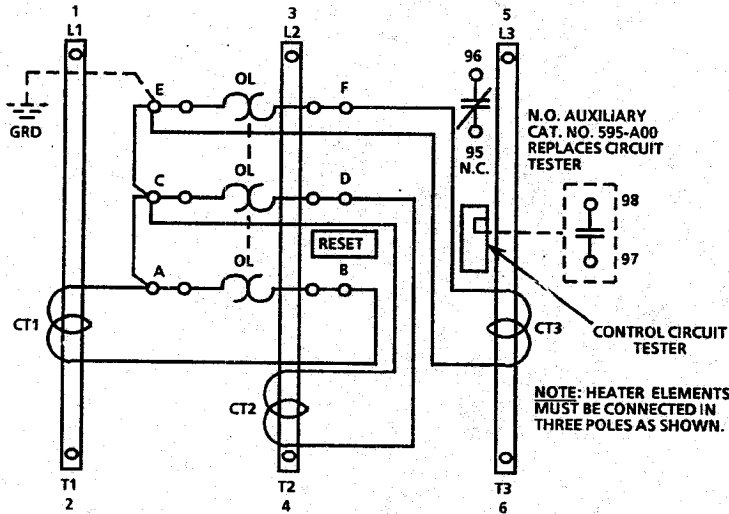 1
L1
3
L2
5
L3
GRD
E
OL
F
96
95
N.C.
N.O. AUXILIARY
CAT. NO. 595-A00
REPLACES CIRCUIT
TESTER
C
OL
D
98
97
RESET
A
OL
B
CT1
CT2
CT3
CONTROL CIRCUIT
TESTER
NOTE: HEATER ELEMENTS
MUST BE CONNECTED IN
THREE POLES AS SHOWN.
T1
2
T2
4
T3
6